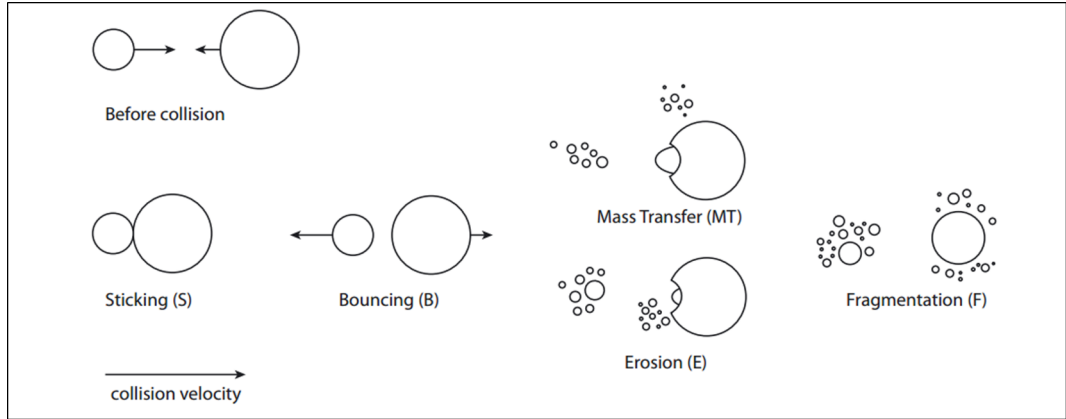 Before collision
Mass Transfer (MT)
Sticking (S)
Bouncing (B)
Fragmentation (F)
Erosion (E)
collision velocity